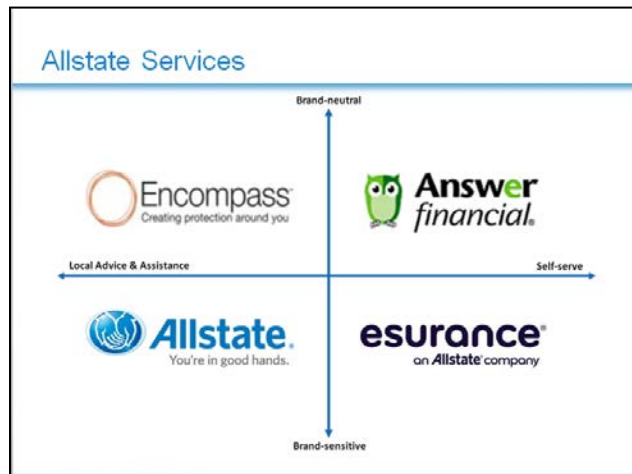 Allstate Services
Brand-neutral
Encompass
Creating protection around you
Answer
financial®
Local Advice & Assistance
Self-serve
Allstate®
You're in good hands.
esurance®
an Allstate® company
Brand-sensitive